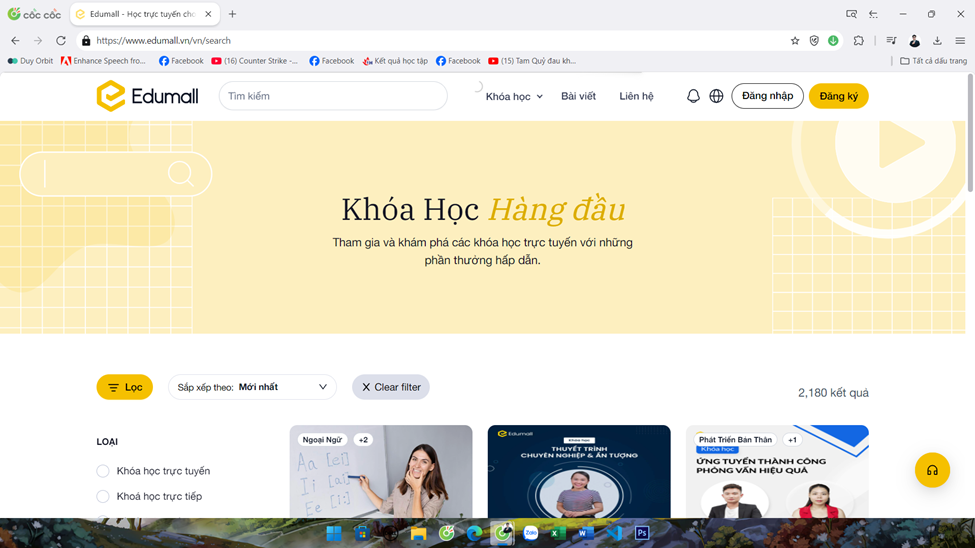 cốc cốc
Edumall - Học trực tuyến cho
https://www.edumall.vn/vn/search
Duy Orbit
Enhance Speech fro...
Facebook
(16) Counter Strike -...
Facebook
Kết quả học tập
Facebook
(15) Tam Quỷ đau kh...
Tất cả dấu trang
Edumall
Tìm kiếm
Khóa học
Bài viết
Liên hệ
Đăng nhập
Đăng ký
Khóa Học Hàng đầu
Tham gia và khám phá các khóa học trực tuyến với những
phần thưởng hấp dẫn.
Lọc
Sắp xếp theo: Mới nhất
X Clear filter
2,180 kết quả
LOẠI
Khóa học trực tuyến
Khoá học trực tiếp
Ngoại Ngữ
+2
Aa [ei]
Ii [ai]
Ee [i:]
Edumall
Khóa học
THUYẾT TRÌNH
CHUYÊN NGHIỆP & ẤN TƯỢNG
Phát Triển Bản Thân
+1
Khóa học
ỨNG TUYỂN THÀNH CÔNG
PHỎNG VẤN HIỆU QUẢ
Zalo
Ps